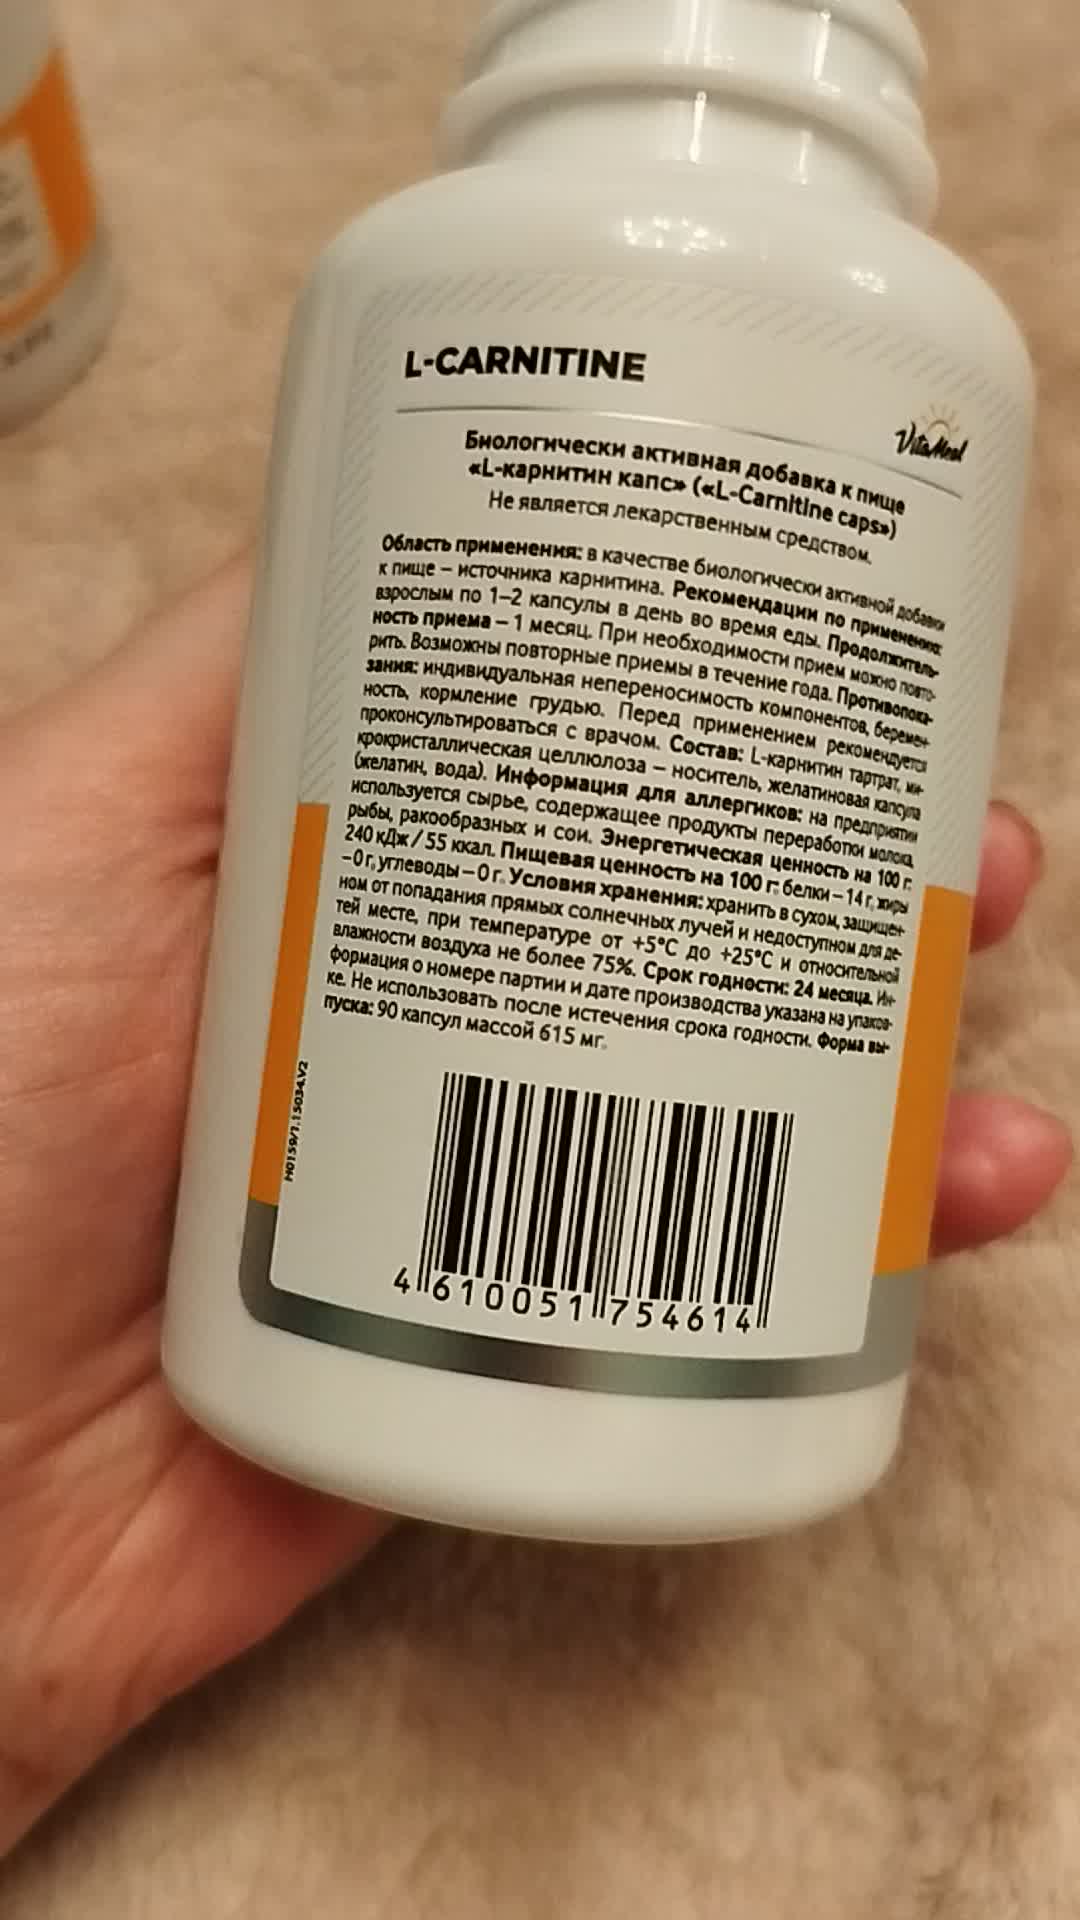 L-CARNITINE
VitaMeal
Биологически активная добавка к пище
«L-карнитин капс» («L-Carnitine caps»)
Не является лекарственным средством.
Область применения: в качестве биологически активной добавки
к пище – источника карнитина. Рекомендации по применению:
взрослым по 1–2 капсулы в день во время еды. Продолжитель-
ность приема – 1 месяц. При необходимости прием можно повто-
рить. Возможны повторные приемы в течение года. Противопока-
зания: индивидуальная непереносимость компонентов, беремен-
ность, кормление грудью. Перед применением рекомендуется
проконсультироваться с врачом. Состав: L-карнитин тартрат, ми-
крокристаллическая целлюлоза – носитель, желатиновая капсула
(желатин, вода). Информация для аллергиков: на предприятии
используется сырье, содержащее продукты переработки молока,
рыбы, ракообразных и сои. Энергетическая ценность на 100 г:
240 кДж / 55 ккал. Пищевая ценность на 100 г: белки – 14 г, жиры
– 0 г, углеводы – 0 г. Условия хранения: хранить в сухом, защищен-
ном от попадания прямых солнечных лучей и недоступном для де-
тей месте, при температуре от +5°C до +25°C и относительной
влажности воздуха не более 75%. Срок годности: 24 месяца. Ин-
формация о номере партии и дате производства указана на упаков-
ке. Не использовать после истечения срока годности. Форма вы-
пуска: 90 капсул массой 615 мг.
H0159/1.15034.V2
4 610051 754614